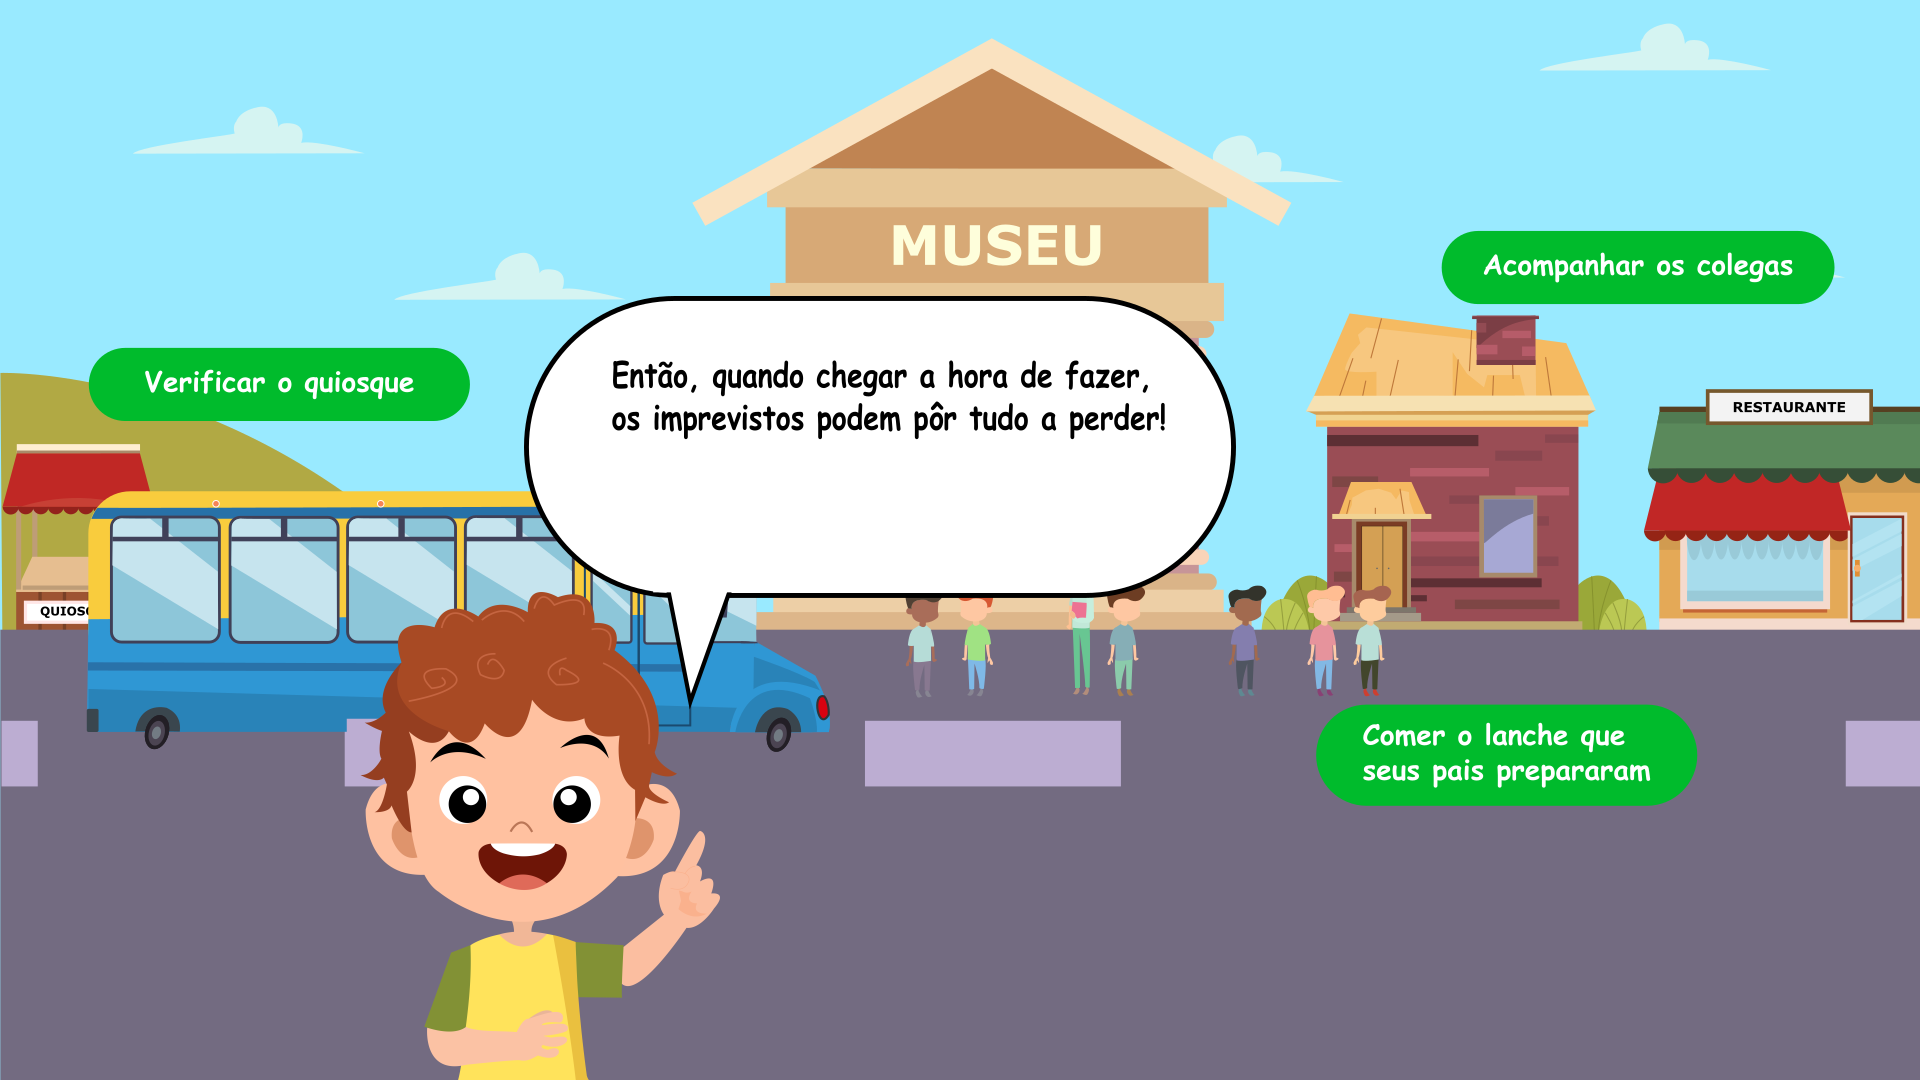 MUSEU
Acompanhar os colegas
Verificar o quiosque
Então, quando chegar a hora de fazer,
os imprevistos podem pôr tudo a perder!
RESTAURANTE
QUIOS
Comer o lanche que
seus pais prepararam